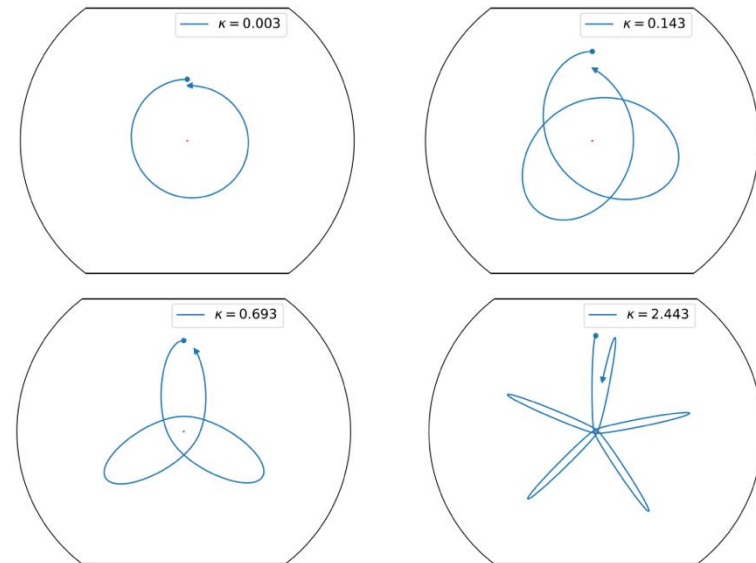 κ = 0.003
κ = 0.143
κ = 0.693
κ = 2.443